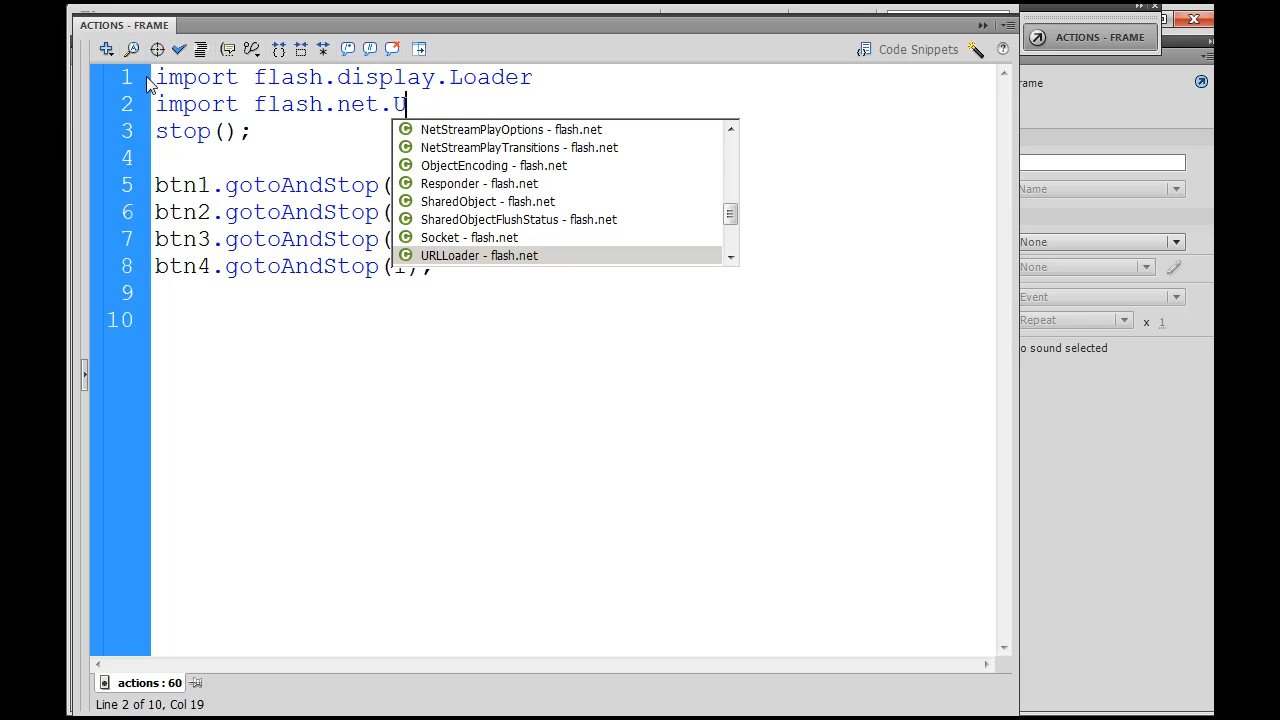 ACTIONS - FRAME
Code Snippets
ACTIONS - FRAME
1 import flash.display.Loader
2 import flash.net.U
3 stop();
4
5 btn1.gotoAndStop(
6 btn2.gotoAndStop(
7 btn3.gotoAndStop(
8 btn4.gotoAndStop(1);
9
10
NetStreamPlayOptions - flash.net
NetStreamPlayTransitions - flash.net
ObjectEncoding - flash.net
Responder - flash.net
SharedObject - flash.net
SharedObjectFlushStatus - flash.net
Socket - flash.net
URLLoader - flash.net
rame
Name
None
None
Event
Repeat x 1
o sound selected
actions : 60
Line 2 of 10, Col 19